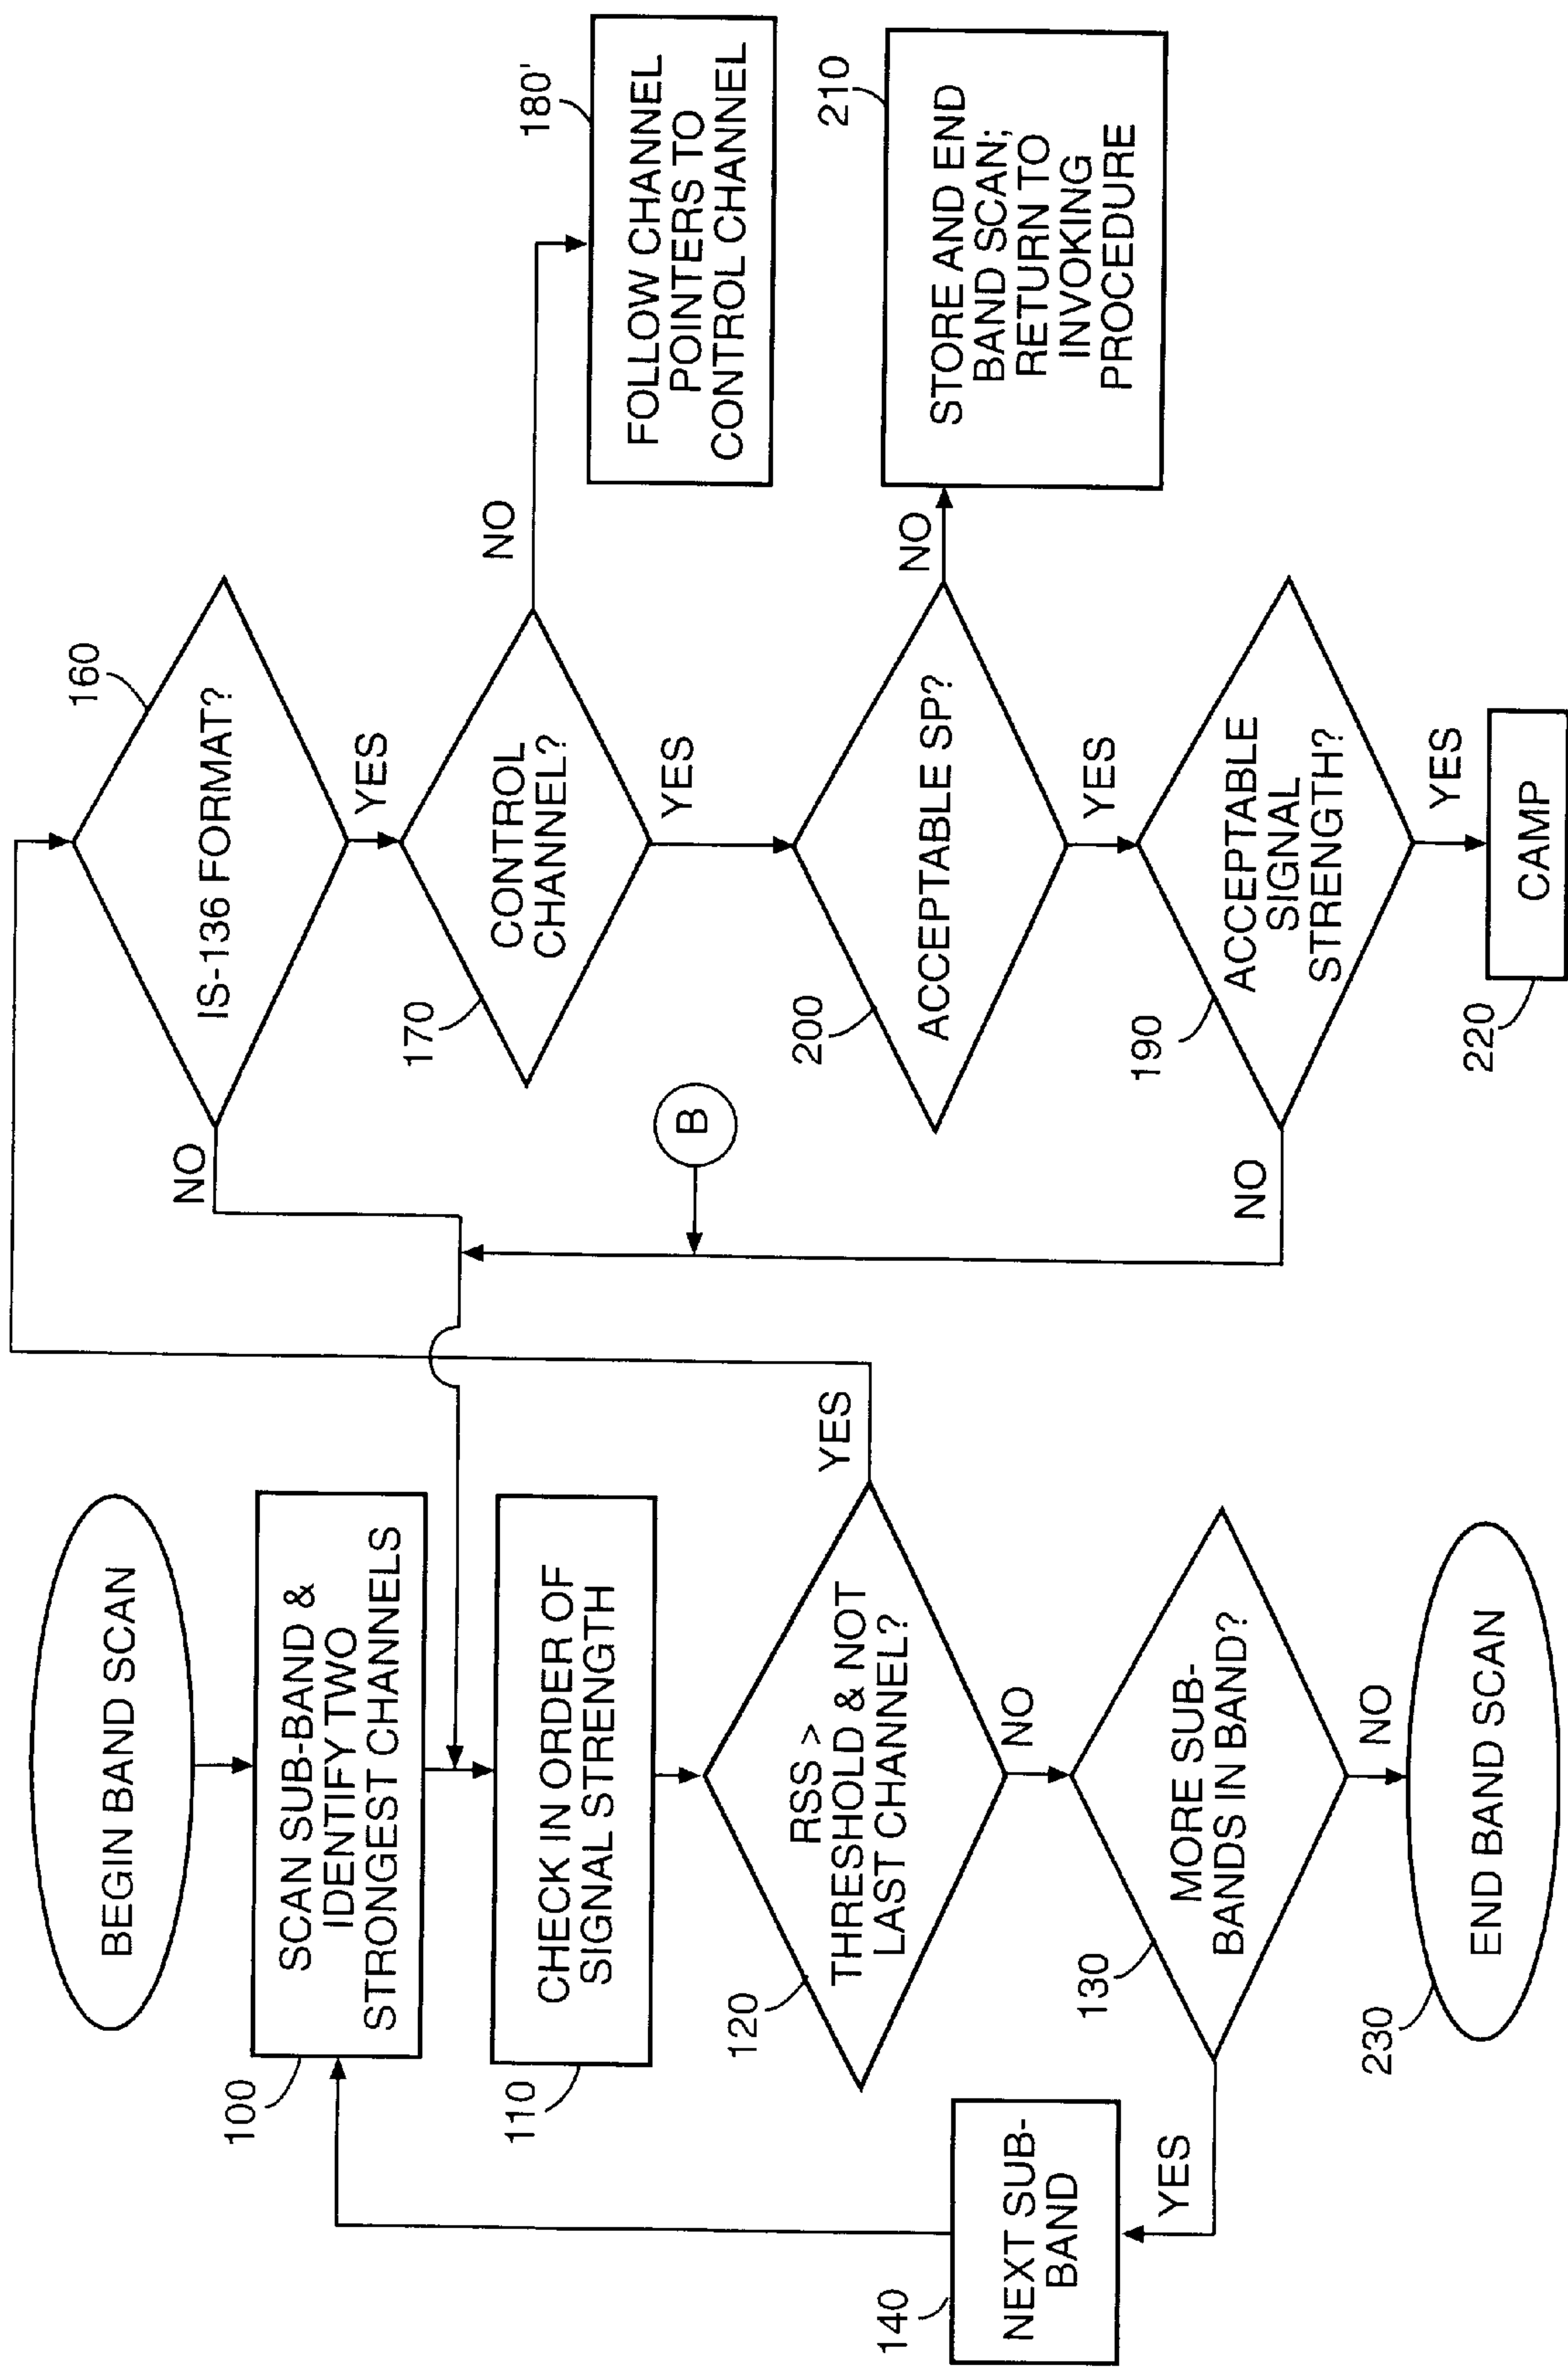 BEGIN BAND SCAN
100
SCAN SUB-BAND &
IDENTIFY TWO
STRONGEST CHANNELS
110
CHECK IN ORDER OF
SIGNAL STRENGTH
120
RSS >
THRESHOLD & NOT
LAST CHANNEL?
YES
NO
130
MORE SUB-
BANDS IN BAND?
YES
NO
140
NEXT SUB-
BAND
230
END BAND SCAN
160
IS-136 FORMAT?
NO
YES
170
CONTROL
CHANNEL?
NO
YES
180'
FOLLOW CHANNEL
POINTERS TO
CONTROL CHANNEL
B
200
ACCEPTABLE SP?
NO
YES
210
STORE AND END
BAND SCAN;
RETURN TO
INVOKING
PROCEDURE
190
ACCEPTABLE
SIGNAL
STRENGTH?
NO
YES
220
CAMP